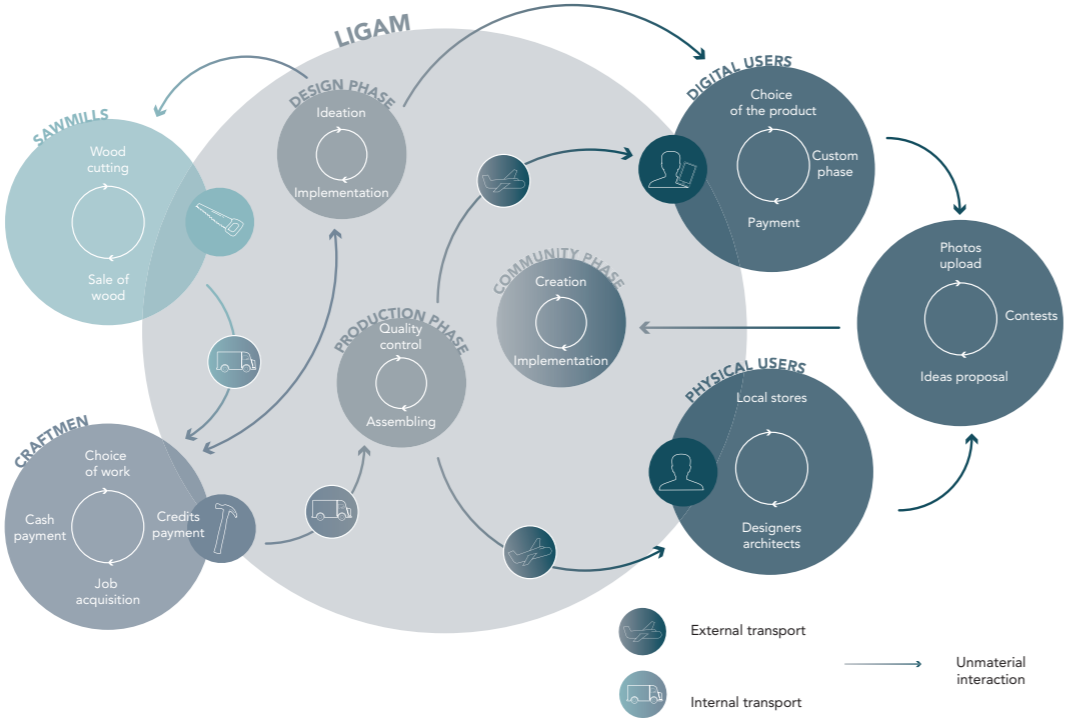 LIGAM
DESIGN PHASE
Ideation
Implementation
SAWMILLS
Wood
cutting
Sale of
wood
DIGITAL USERS
Choice
of the product
Custom
phase
Payment
COMMUNITY PHASE
Creation
Implementation
PRODUCTION PHASE
Quality
control
Assembling
Photos
upload
Contests
Ideas proposal
PHYSICAL USERS
Local stores
Designers
architects
CRAFTMEN
Choice
of work
Cash
payment
Credits
payment
Job
acquisition
External transport
Internal transport
Unmaterial
interaction